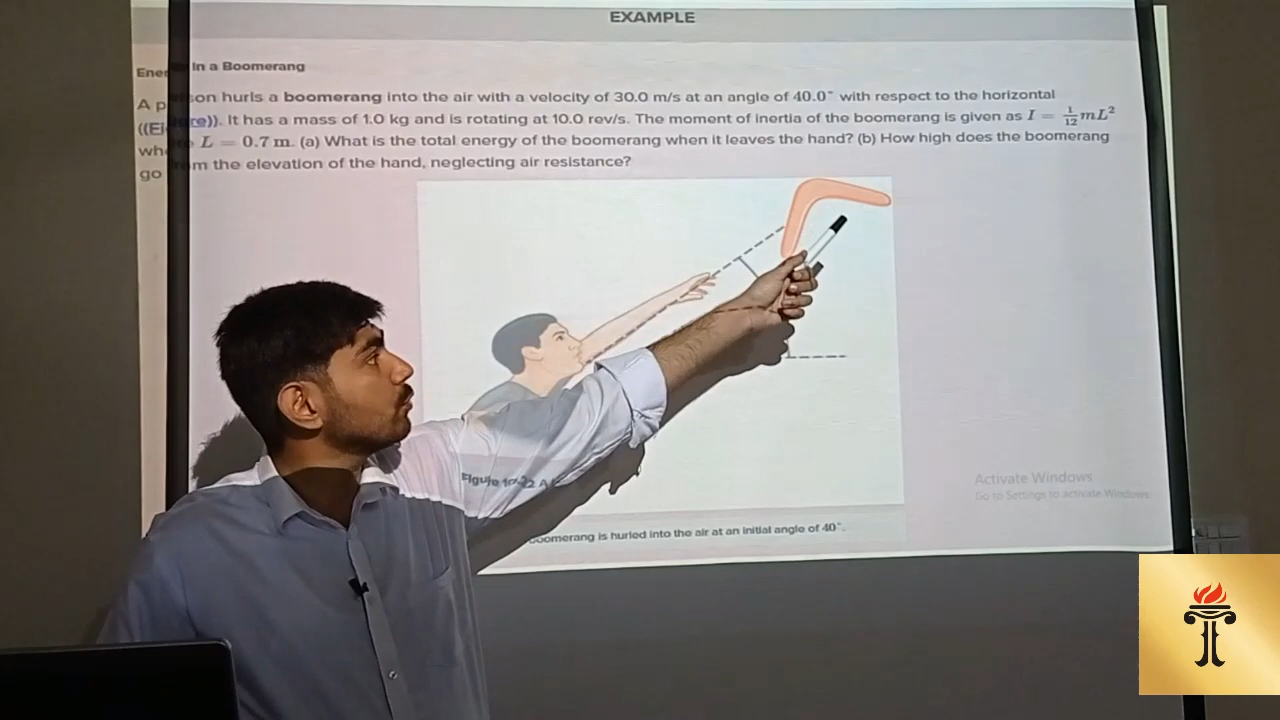 EXAMPLE
In a Boomerang
A person hurls a boomerang into the air with a velocity of 30.0 m/s at an angle of 40.0° with respect to the horizontal
It has a mass of 1.0 kg and is rotating at 10.0 rev/s. The moment of inertia of the boomerang is given as I = 1/12 mL²
L = 0.7 m. (a) What is the total energy of the boomerang when it leaves the hand? (b) How high does the boomerang
go from the elevation of the hand, neglecting air resistance?
boomerang is hurled into the air at an initial angle of 40°.
Activate Windows
Go to Settings to activate Windows.